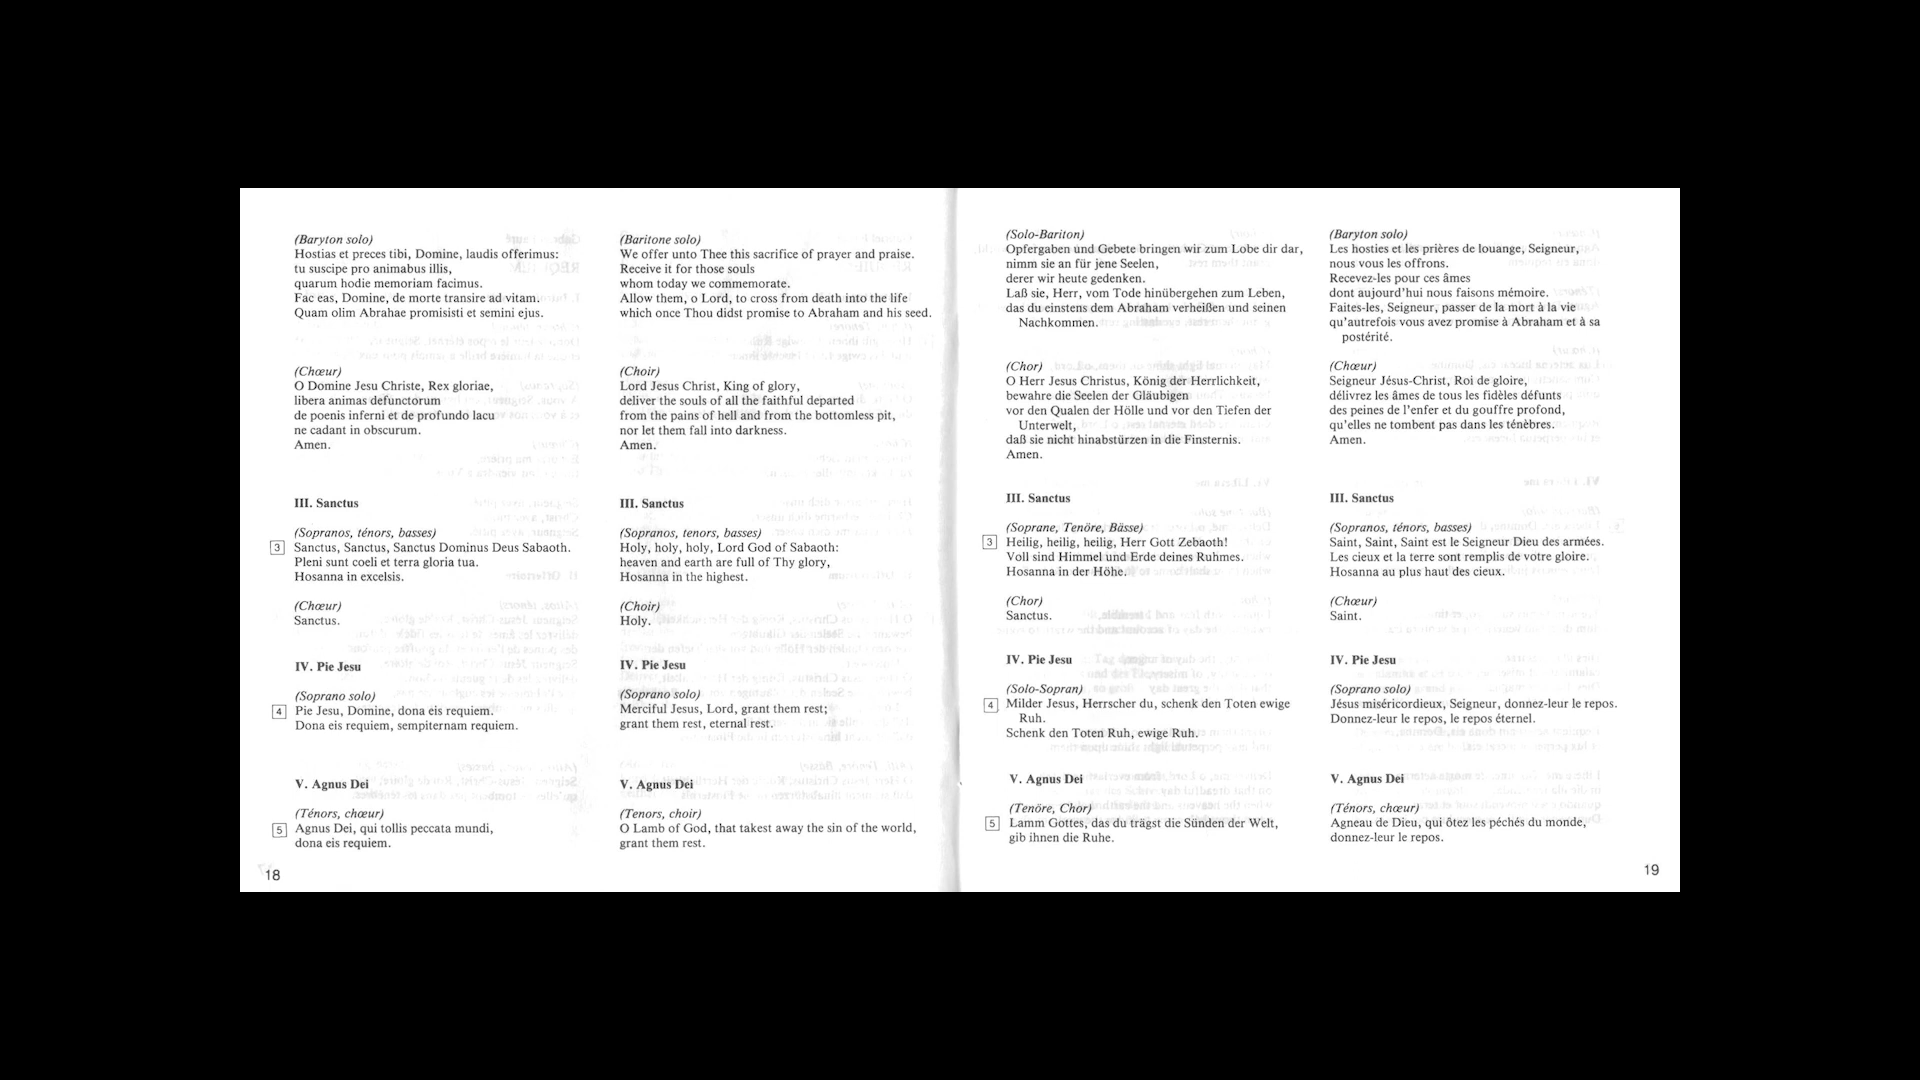 (Baryton solo)
Hostias et preces tibi, Domine, laudis offerimus:
tu suscipe pro animabus illis,
quarum hodie memoriam facimus.
Fac eas, Domine, de morte transire ad vitam.
Quam olim Abrahae promisisti et semini ejus.
(Chœur)
O Domine Jesu Christe, Rex gloriae,
libera animas defunctorum
de poenis inferni et de profundo lacu
ne cadant in obscurum.
Amen.
III. Sanctus
(Sopranos, ténors, basses)
3 Sanctus, Sanctus, Sanctus Dominus Deus Sabaoth.
Pleni sunt coeli et terra gloria tua.
Hosanna in excelsis.
(Chœur)
Sanctus.
IV. Pie Jesu
(Soprano solo)
4 Pie Jesu, Domine, dona eis requiem.
Dona eis requiem, sempiternam requiem.
V. Agnus Dei
(Ténors, chœur)
5 Agnus Dei, qui tollis peccata mundi,
dona eis requiem.
18
(Baritone solo)
We offer unto Thee this sacrifice of prayer and praise.
Receive it for those souls
whom today we commemorate.
Allow them, o Lord, to cross from death into the life
which once Thou didst promise to Abraham and his seed.
(Choir)
Lord Jesus Christ, King of glory,
deliver the souls of all the faithful departed
from the pains of hell and from the bottomless pit,
nor let them fall into darkness.
Amen.
III. Sanctus
(Sopranos, tenors, basses)
Holy, holy, holy, Lord God of Sabaoth:
heaven and earth are full of Thy glory,
Hosanna in the highest.
(Choir)
Holy.
IV. Pie Jesu
(Soprano solo)
Merciful Jesus, Lord, grant them rest;
grant them rest, eternal rest.
V. Agnus Dei
(Tenors, choir)
O Lamb of God, that takest away the sin of the world,
grant them rest.
(Solo-Bariton)
Opfergaben und Gebete bringen wir zum Lobe dir dar,
nimm sie an für jene Seelen,
derer wir heute gedenken.
Laß sie, Herr, vom Tode hinübergehen zum Leben,
das du einstens dem Abraham verheißen und seinen
Nachkommen.
(Chor)
O Herr Jesus Christus, König der Herrlichkeit,
bewahre die Seelen der Gläubigen
vor den Qualen der Hölle und vor den Tiefen der
Unterwelt,
daß sie nicht hinabstürzen in die Finsternis.
Amen.
III. Sanctus
(Soprane, Tenöre, Bässe)
3 Heilig, heilig, heilig, Herr Gott Zebaoth!
Voll sind Himmel und Erde deines Ruhmes.
Hosanna in der Höhe.
(Chor)
Sanctus.
IV. Pie Jesu
(Solo-Sopran)
4 Milder Jesus, Herrscher du, schenk den Toten ewige
Ruh.
Schenk den Toten Ruh, ewige Ruh.
V. Agnus Dei
(Tenöre, Chor)
5 Lamm Gottes, das du trägst die Sünden der Welt,
gib ihnen die Ruhe.
(Baryton solo)
Les hosties et les prières de louange, Seigneur,
nous vous les offrons.
Recevez-les pour ces âmes
dont aujourd'hui nous faisons mémoire.
Faites-les, Seigneur, passer de la mort à la vie
qu'autrefois vous avez promise à Abraham et à sa
postérité.
(Chœur)
Seigneur Jésus-Christ, Roi de gloire,
délivrez les âmes de tous les fidèles défunts
des peines de l'enfer et du gouffre profond,
qu'elles ne tombent pas dans les ténèbres.
Amen.
III. Sanctus
(Sopranos, ténors, basses)
Saint, Saint, Saint est le Seigneur Dieu des armées.
Les cieux et la terre sont remplis de votre gloire.
Hosanna au plus haut des cieux.
(Chœur)
Saint.
IV. Pie Jesu
(Soprano solo)
Jésus miséricordieux, Seigneur, donnez-leur le repos.
Donnez-leur le repos, le repos éternel.
V. Agnus Dei
(Ténors, chœur)
Agneau de Dieu, qui ôtez les péchés du monde,
donnez-leur le repos.
19